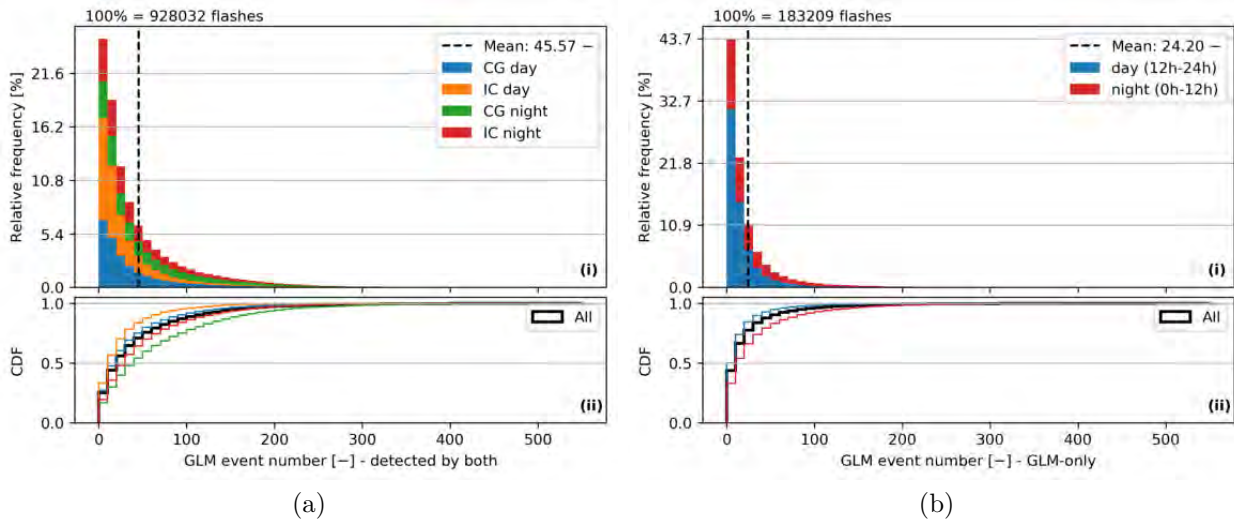 100% = 928032 flashes
Relative frequency [%]
21.6
16.2
10.8
5.4
0.0
Mean: 45.57 −
CG day
IC day
CG night
IC night
(i)
CDF
1.0
0.5
0.0
All
(ii)
0 100 200 300 400 500
GLM event number [−] - detected by both
(a)
100% = 183209 flashes
Relative frequency [%]
43.7
32.7
21.8
10.9
0.0
Mean: 24.20 −
day (12h-24h)
night (0h-12h)
(i)
CDF
1.0
0.5
0.0
All
(ii)
0 100 200 300 400 500
GLM event number [−] - GLM-only
(b)